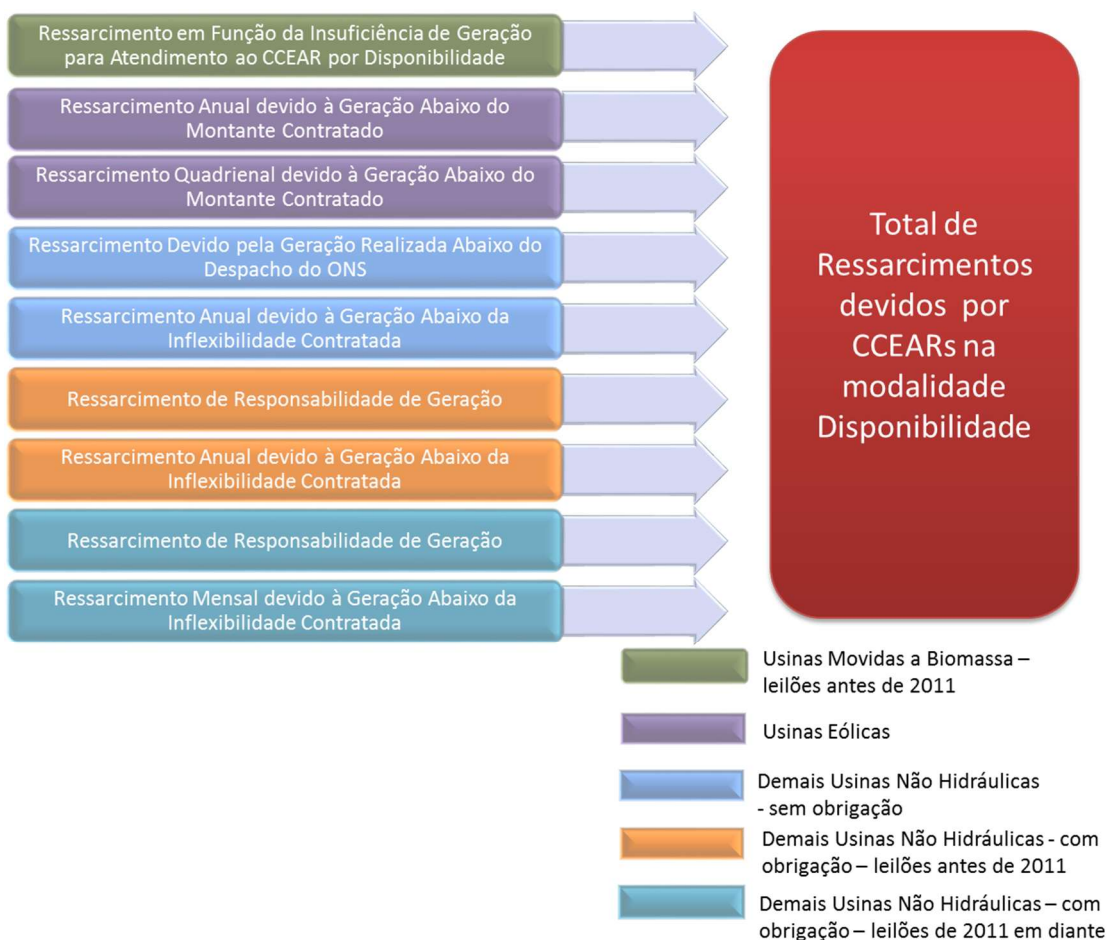 Ressarcimento em Função da Insuficiência de Geração
para Atendimento ao CCEAR por Disponibilidade
Ressarcimento Anual devido à Geração Abaixo do
Montante Contratado
Ressarcimento Quadrienal devido à Geração Abaixo do
Montante Contratado
Ressarcimento Devido pela Geração Realizada Abaixo do
Despacho do ONS
Ressarcimento Anual devido à Geração Abaixo da
Inflexibilidade Contratada
Ressarcimento de Responsabilidade de Geração
Ressarcimento Anual devido à Geração Abaixo da
Inflexibilidade Contratada
Ressarcimento de Responsabilidade de Geração
Ressarcimento Mensal devido à Geração Abaixo da
Inflexibilidade Contratada
Total de
Ressarcimentos
devidos por
CCEARs na
modalidade
Disponibilidade
Usinas Movidas a Biomassa –
leilões antes de 2011
Usinas Eólicas
Demais Usinas Não Hidráulicas
- sem obrigação
Demais Usinas Não Hidráulicas - com
obrigação – leilões antes de 2011
Demais Usinas Não Hidráulicas – com
obrigação – leilões de 2011 em diante